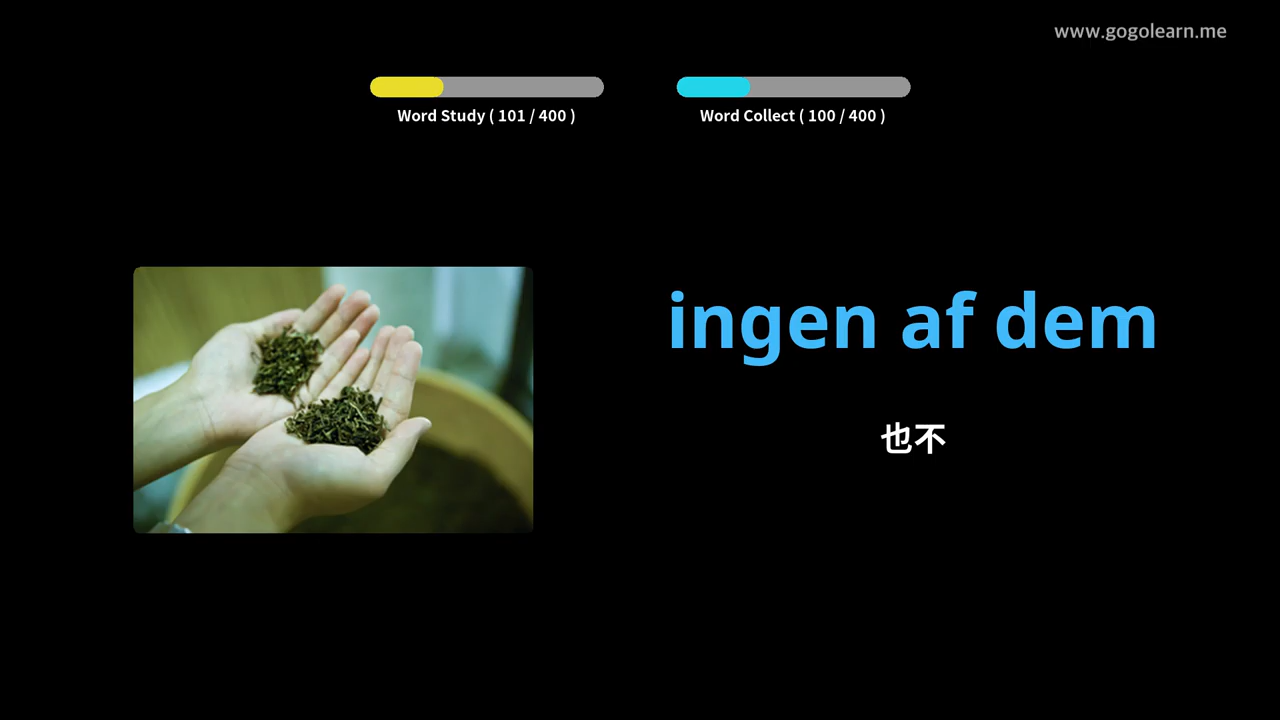 www.gogolearn.me
Word Study ( 101 / 400 )
Word Collect ( 100 / 400 )
ingen af dem
也不